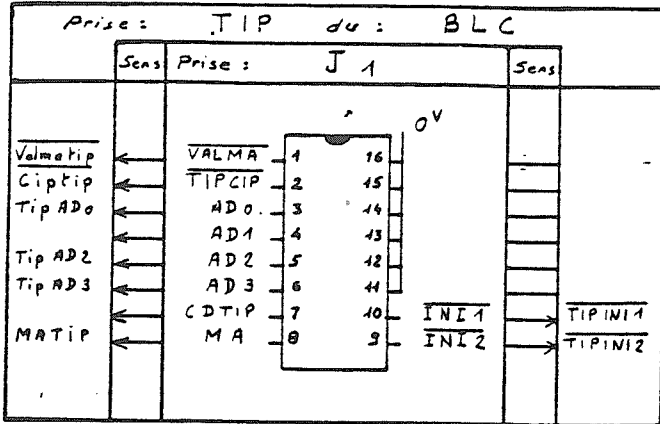 Prise : TIP du : BLC
Sens Prise : J1 Sens
0V
Valmatip VALMA 1 16
Ciptip TIPCIP 2 15
Tip AD0 AD0. 3 14
AD1 4 13
Tip AD2 AD2 5 12
Tip AD3 AD3 6 11
CDTIP 7 10 INI1 TIPINI1
MATIP MA 8 9 INI2 TIPINI2